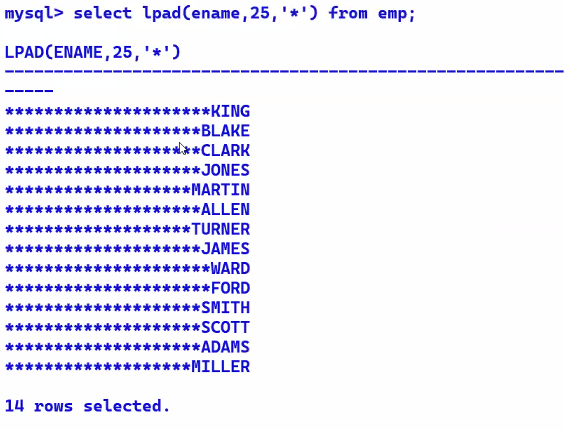 mysql> select lpad(ename,25,'*') from emp;
LPAD(ENAME,25,'*')
---------------------------------------------------------
-----
*********************KING
********************BLAKE
********************CLARK
********************JONES
*******************MARTIN
********************ALLEN
*******************TURNER
********************JAMES
*********************WARD
*********************FORD
********************SMITH
********************SCOTT
********************ADAMS
*******************MILLER
14 rows selected.